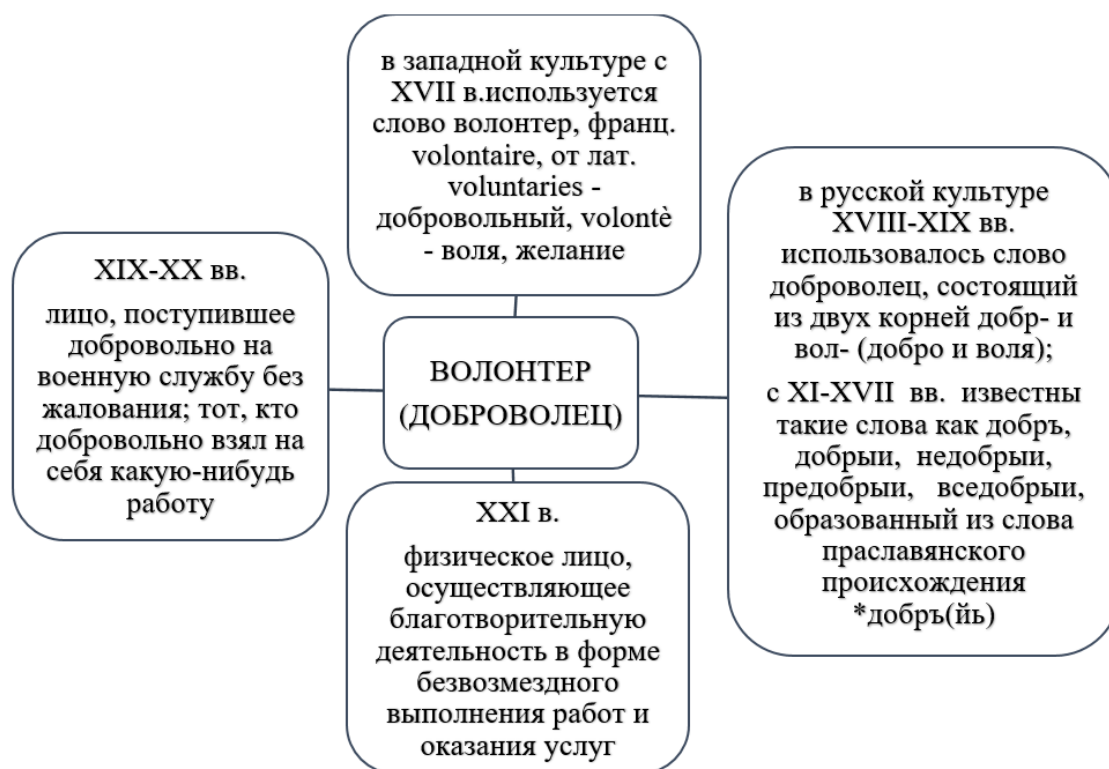 в западной культуре с
XVII в.используется
слово волонтер, франц.
volontaire, от лат.
voluntaries -
добровольный, volontè
- воля, желание
XIX-XX вв.
лицо, поступившее
добровольно на
военную службу без
жалования; тот, кто
добровольно взял на
себя какую-нибудь
работу
ВОЛОНТЕР
(ДОБРОВОЛЕЦ)
в русской культуре
XVIII-XIX вв.
использовалось слово
доброволец, состоящий
из двух корней добр- и
вол- (добро и воля);
с XI-XVII вв. известны
такие слова как добръ,
добрыи, недобрыи,
предобрыи, вседобрыи,
образованный из слова
праславянского
происхождения
*добръ(йь)
XXI в.
физическое лицо,
осуществляющее
благотворительную
деятельность в форме
безвозмездного
выполнения работ и
оказания услуг